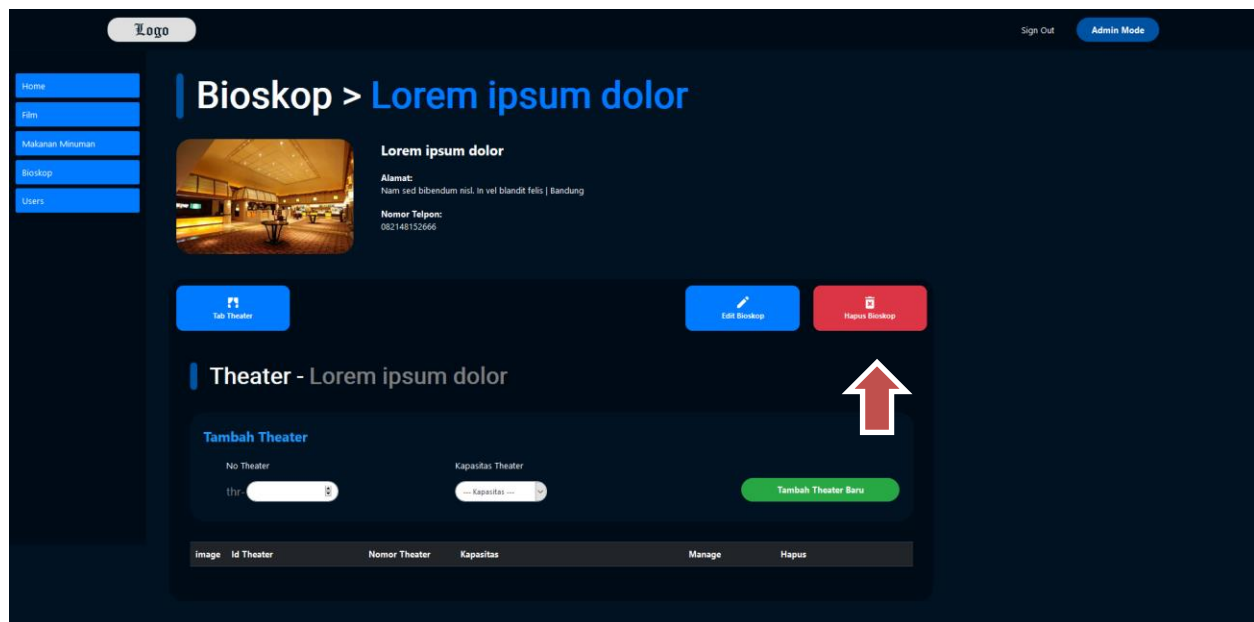 Logo
Sign Out
Admin Mode
Home
Film
Makanan Minuman
Bioskop
Users
Bioskop > Lorem ipsum dolor
Lorem ipsum dolor
Alamat:
Nam sed bibendum nisl. In vel blandit felis | Bandung
Nomor Telpon:
082148152666
Tab Theater
Edit Bioskop
Hapus Bioskop
Theater - Lorem ipsum dolor
Tambah Theater
No Theater
Kapasitas Theater
thr-
--- Kapasitas ---
Tambah Theater Baru
image Id Theater Nomor Theater Kapasitas Manage Hapus